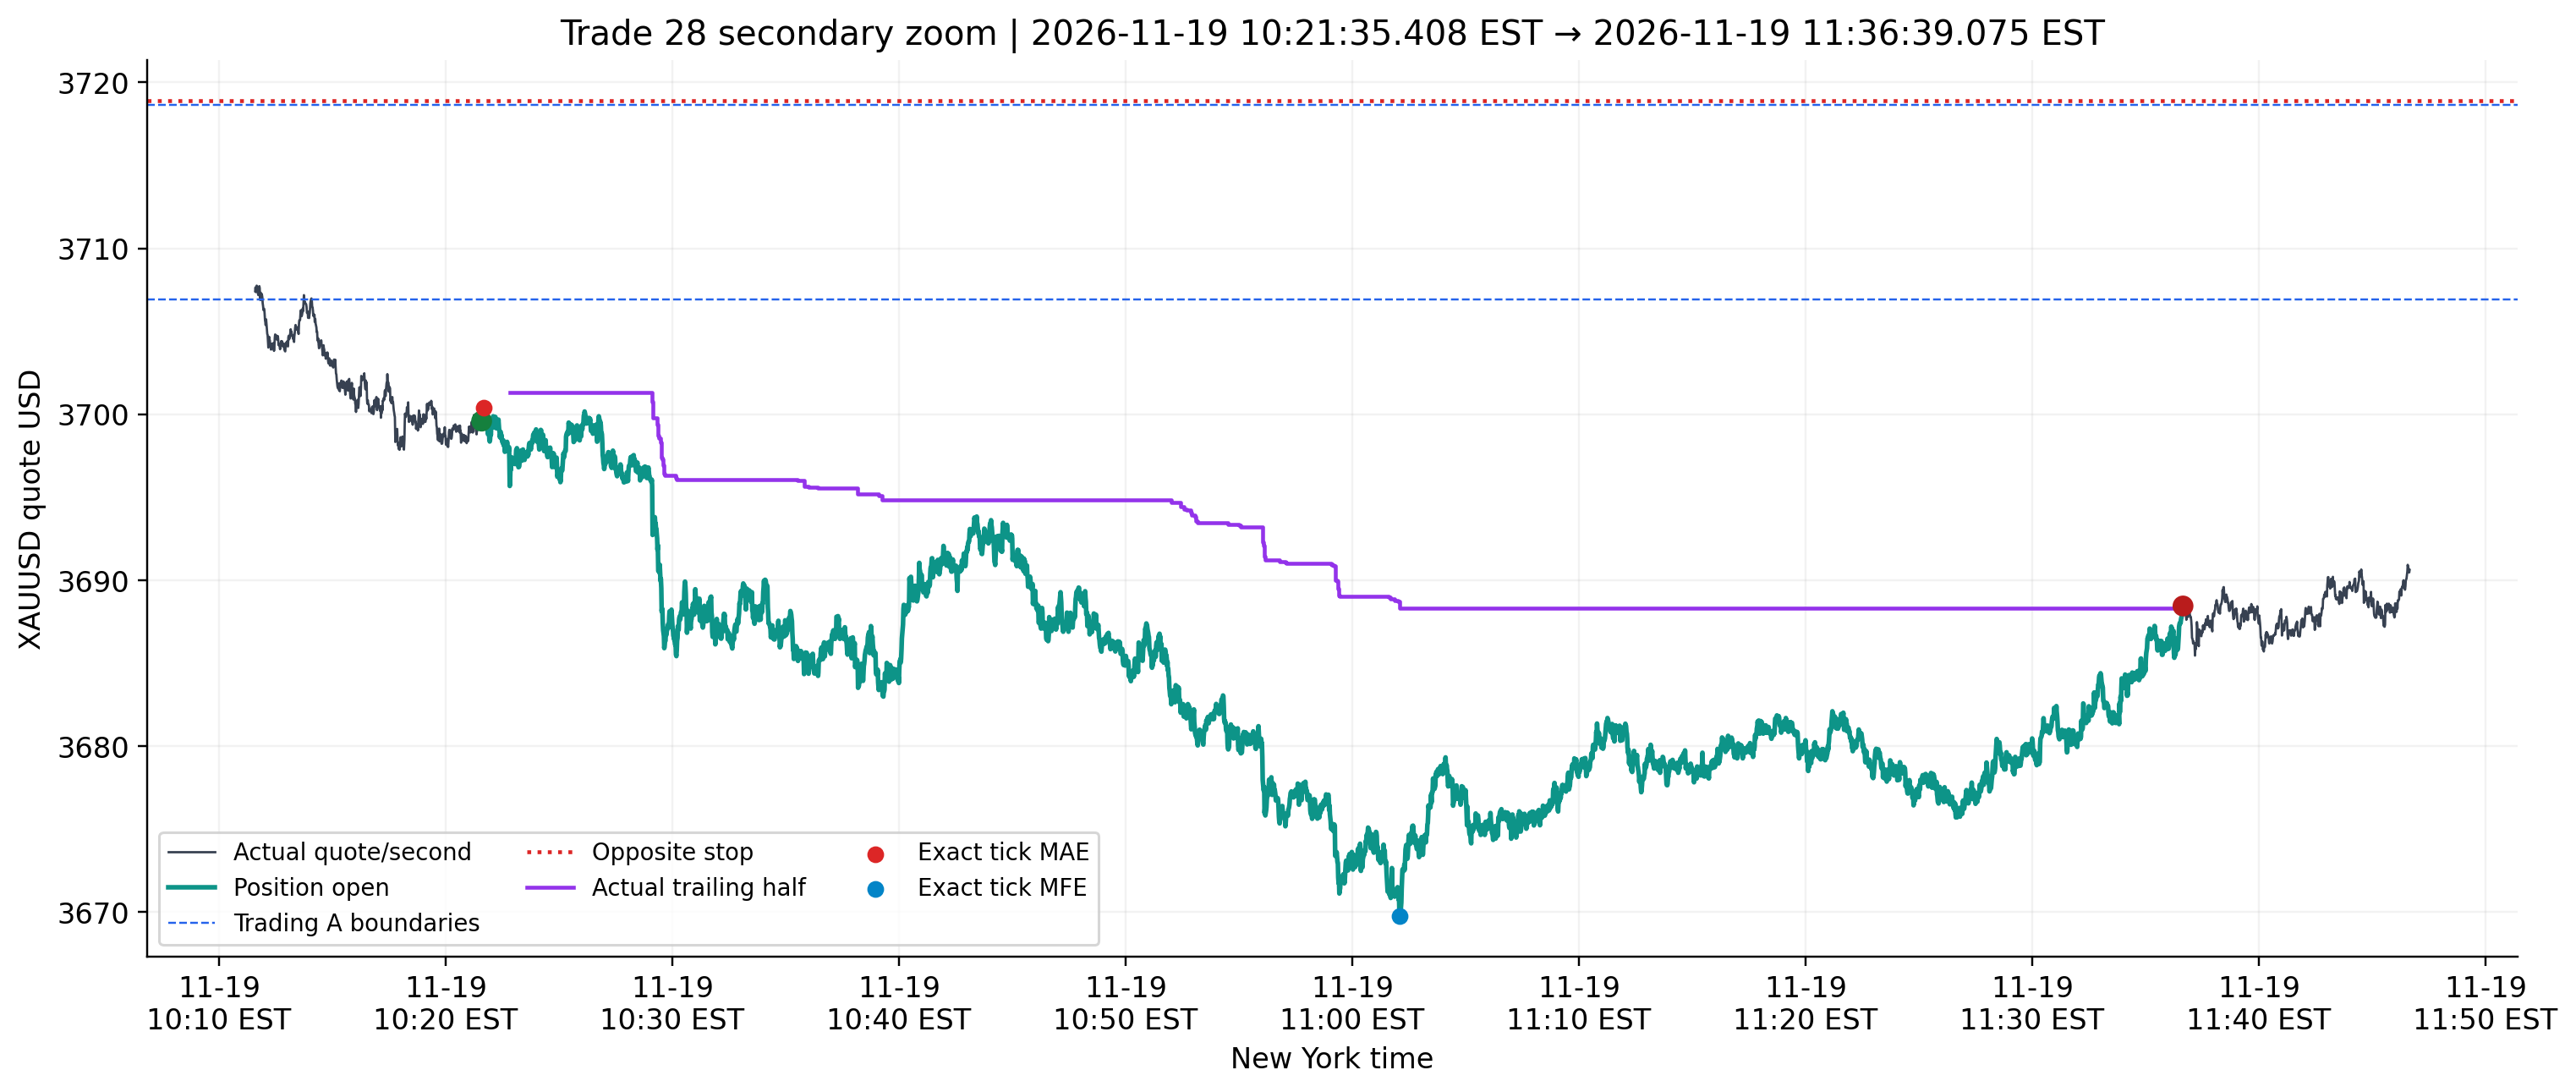 Trade 28 secondary zoom | 2026-11-19 10:21:35.408 EST → 2026-11-19 11:36:39.075 EST
XAUUSD quote USD
3720
3710
3700
3690
3680
3670
Actual quote/second
Position open
Trading A boundaries
Opposite stop
Actual trailing half
Exact tick MAE
Exact tick MFE
11-19
10:10 EST
11-19
10:20 EST
11-19
10:30 EST
11-19
10:40 EST
11-19
10:50 EST
11-19
11:00 EST
11-19
11:10 EST
11-19
11:20 EST
11-19
11:30 EST
11-19
11:40 EST
11-19
11:50 EST
New York time